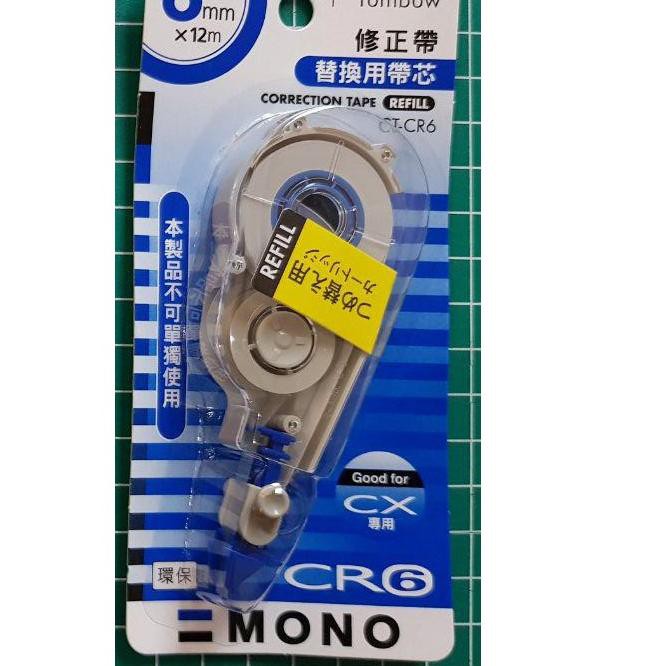 6mm
×12m
Tombow
修正帶
替換用帶芯
CORRECTION TAPE REFILL
CT-CR6
本製品不可單獨使用
REFILL
つめ替え用
カートリッジ
Good for
CX
專用
環保
CR6
MONO